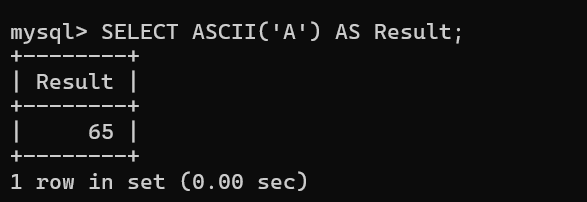 mysql> SELECT ASCII('A') AS Result;
+--------+
| Result |
+--------+
|     65 |
+--------+
1 row in set (0.00 sec)